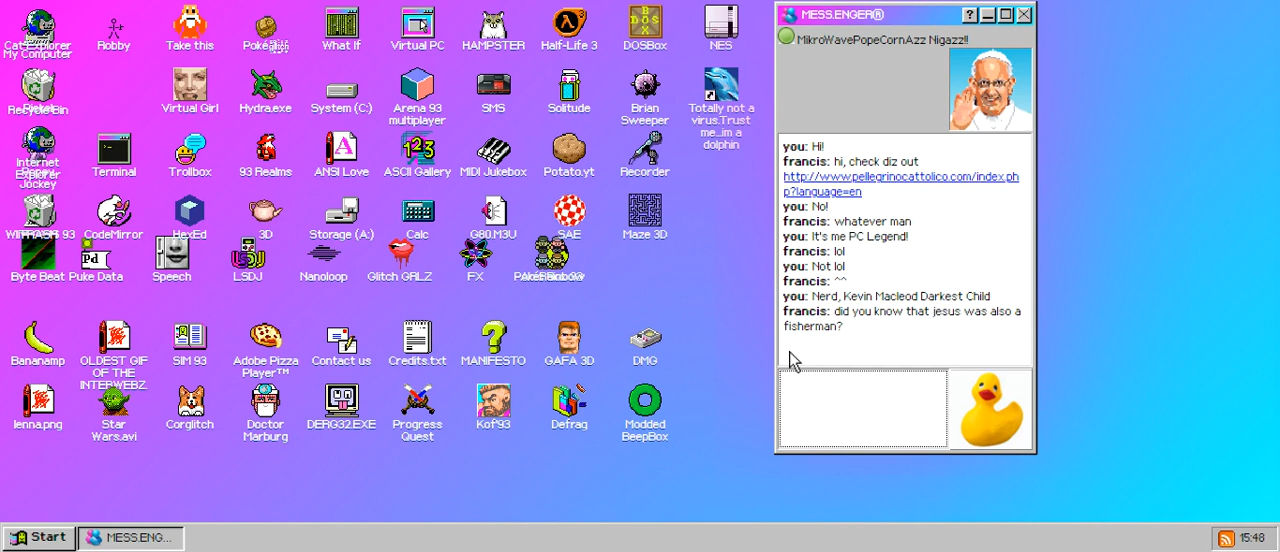 Cat Explorer
My Computer
Robby
Take this
Poké
What If
Virtual PC
HAMPSTER
Half-Life 3
DOSBox
NES
Recycle Bin
Virtual Girl
Hydra.exe
System (C:)
Arena 93
multiplayer
SMS
Solitude
Brian
Sweeper
Totally not a
virus.Trust
me...im a
dolphin
Internet
Explorer
Jockey
Terminal
Trollbox
93 Realms
ANSI Love
ASCII Gallery
MIDI Jukebox
Potato.yt
Recorder
93
CodeMirror
HexEd
3D
Storage (A:)
Calc
G80.M3U
SAE
Maze 3D
Byte Beat
Puke Data
Speech
LSDJ
Nanoloop
Glitch GRLZ
FX
Bananamp
OLDEST GIF
OF THE
INTERWEBZ
SIM 93
Adobe Pizza
Player™
Contact us
Credits.txt
MANIFESTO
GAFA 3D
DMG
lenna.png
Star
Wars.avi
Corglitch
Doctor
Marburg
DERG32.EXE
Progress
Quest
Kof'93
Defrag
Modded
BeepBox
MESS.ENGER®
MikroWavePopeCornAzz Nigazz!!
you: Hi!
francis: hi, check diz out
http://www.pellegrinocattolico.com/index.ph
p?language=en
you: No!
francis: whatever man
you: It's me PC Legend!
francis: lol
you: Not lol
francis: ^^
you: Nerd, Kevin Macleod Darkest Child
francis: did you know that jesus was also a
fisherman?
Start
MESS.ENG...
15:48